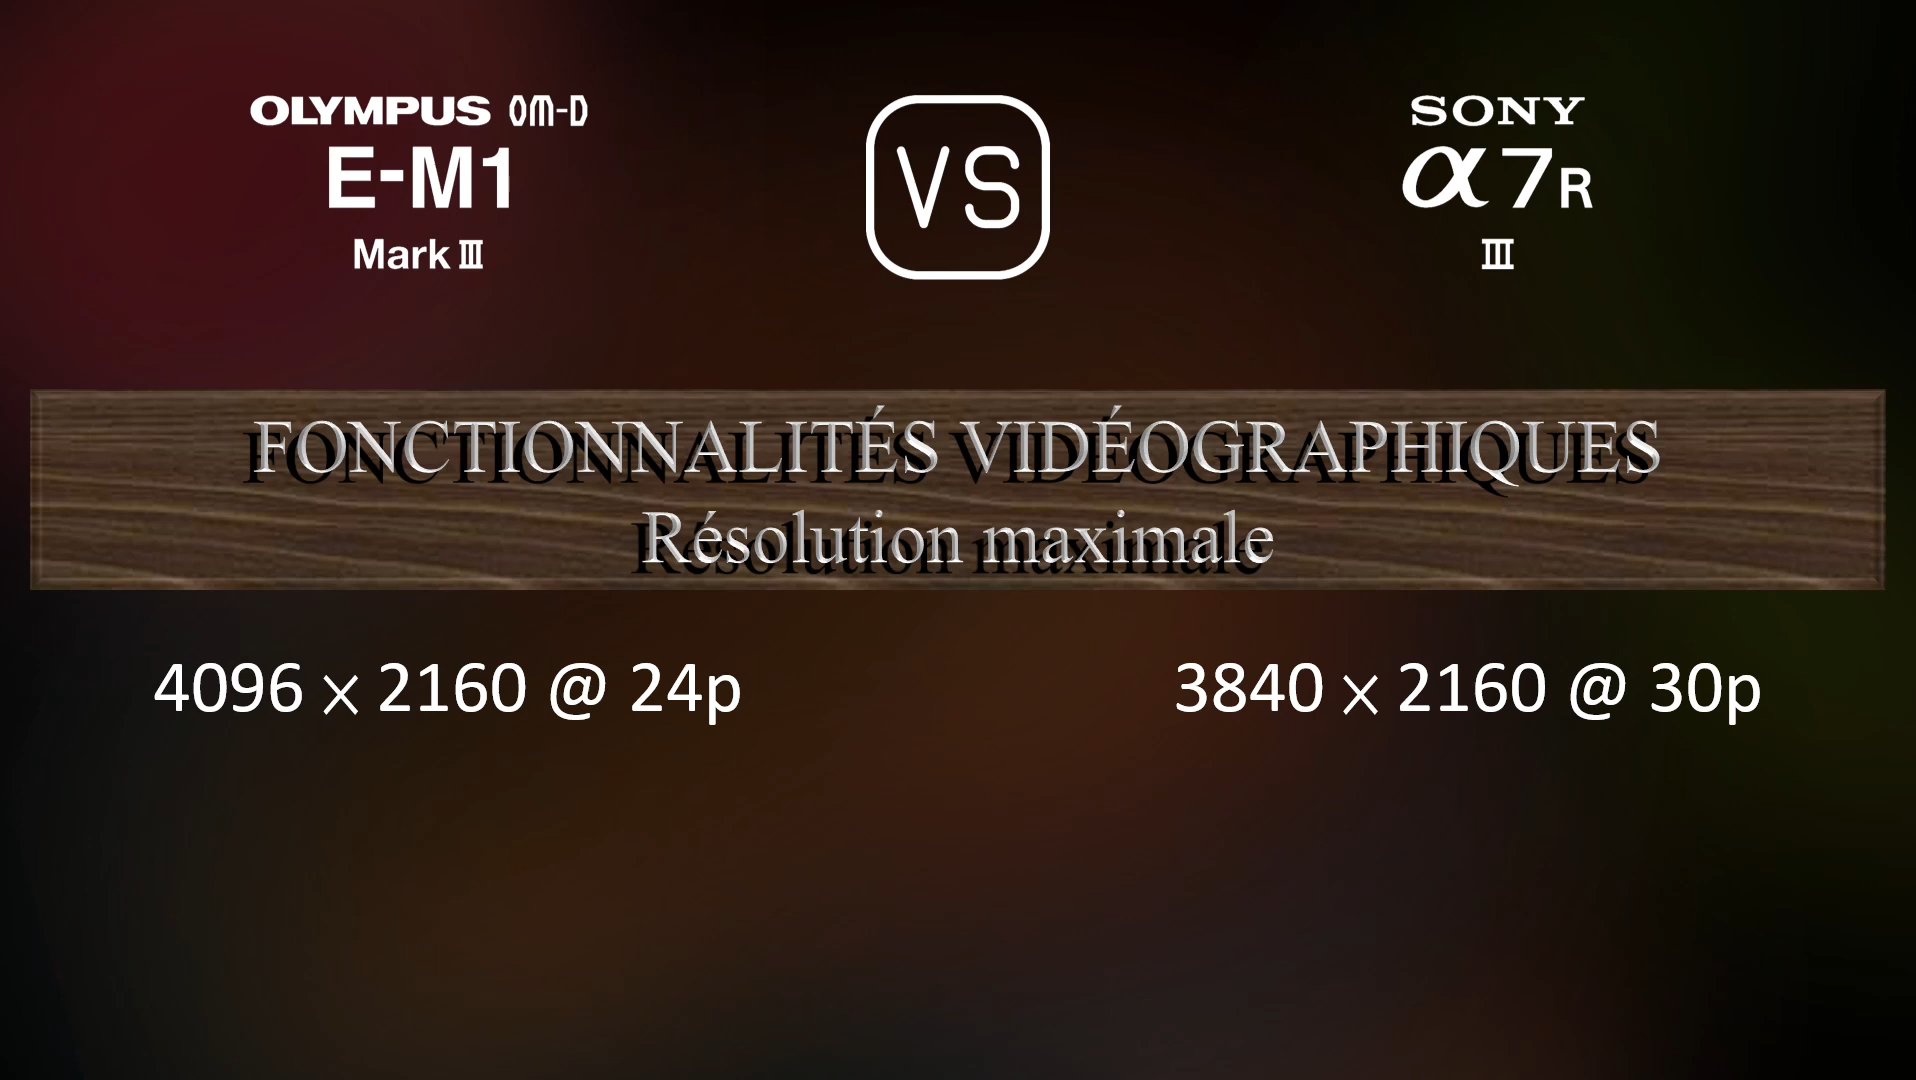 OLYMPUS OM-D
E-M1
Mark III
VS
SONY
α7R
III
FONCTIONNALITÉS VIDÉOGRAPHIQUES
Résolution maximale
4096 x 2160 @ 24p
3840 x 2160 @ 30p